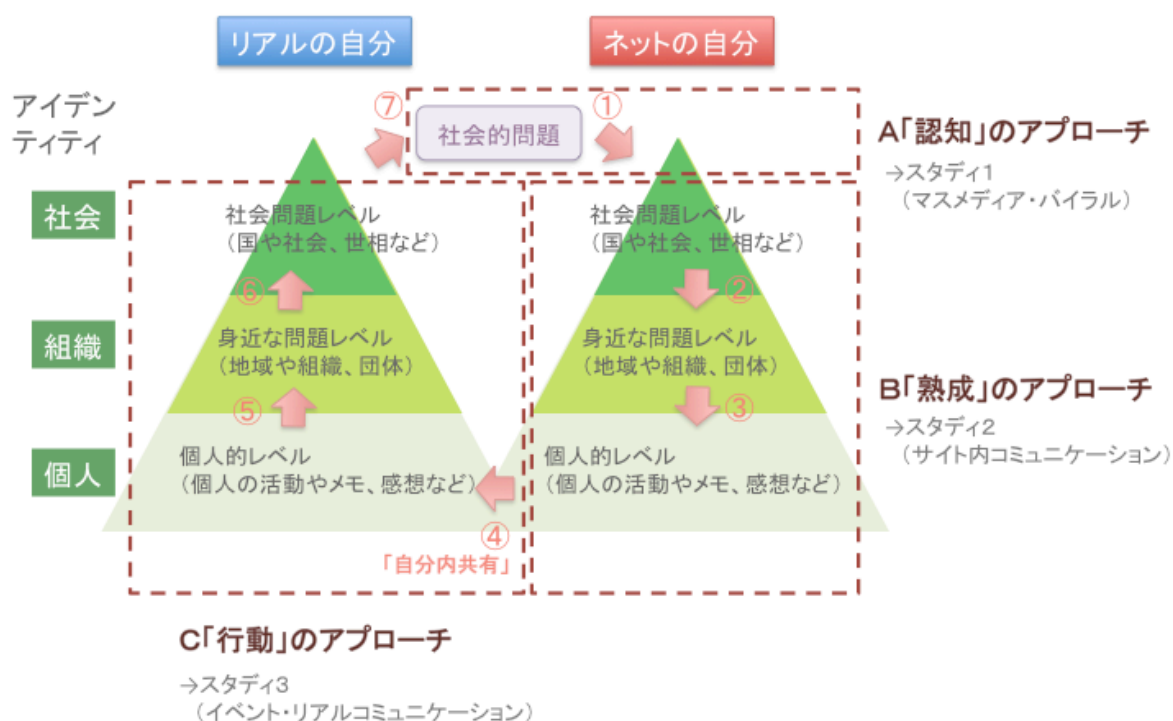 リアルの自分
ネットの自分
アイデン
ティティ
⑦
社会的問題
①
A「認知」のアプローチ
→スタディ1
（マスメディア・バイラル）
社会
社会問題レベル
（国や社会、世相など）
社会問題レベル
（国や社会、世相など）
⑥
②
組織
身近な問題レベル
（地域や組織、団体）
身近な問題レベル
（地域や組織、団体）
B「熟成」のアプローチ
→スタディ2
（サイト内コミュニケーション）
⑤
③
個人
個人的レベル
（個人の活動やメモ、感想など）
個人的レベル
（個人の活動やメモ、感想など）
④
「自分内共有」
C「行動」のアプローチ
→スタディ3
（イベント・リアルコミュニケーション）